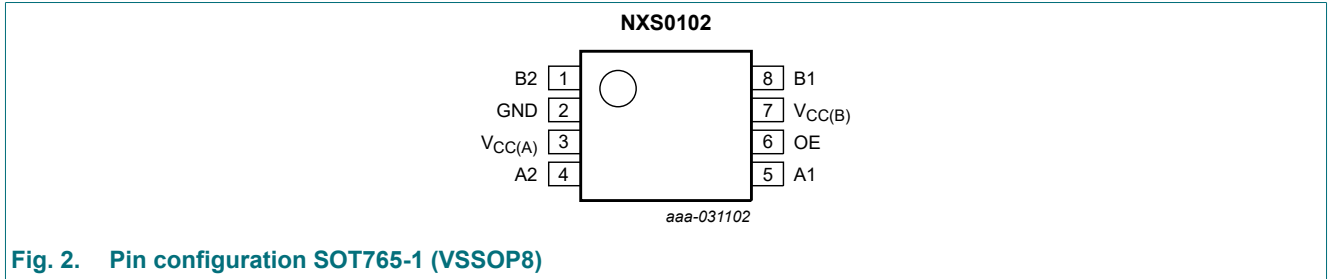 NXS0102
B2 1 8 B1
GND 2 7 VCC(B)
VCC(A) 3 6 OE
A2 4 5 A1
aaa-031102
Fig. 2. Pin configuration SOT765-1 (VSSOP8)